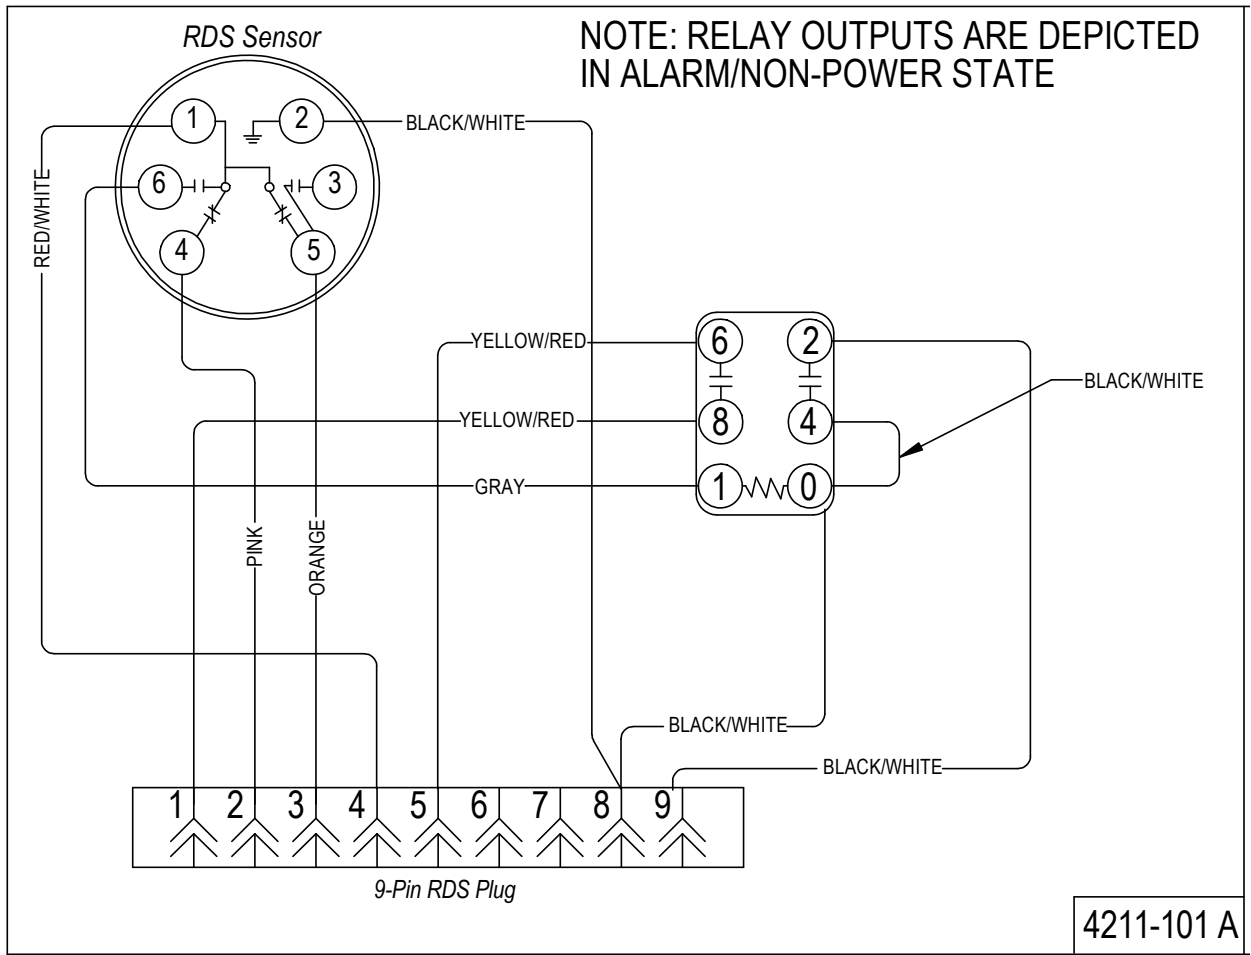 RDS Sensor
NOTE: RELAY OUTPUTS ARE DEPICTED
IN ALARM/NON-POWER STATE
1
2
BLACK/WHITE
6
3
RED/WHITE
4
5
YELLOW/RED
6
2
BLACK/WHITE
YELLOW/RED
8
4
GRAY
1
0
PINK
ORANGE
BLACK/WHITE
BLACK/WHITE
1 2 3 4 5 6 7 8 9
9-Pin RDS Plug
4211-101 A